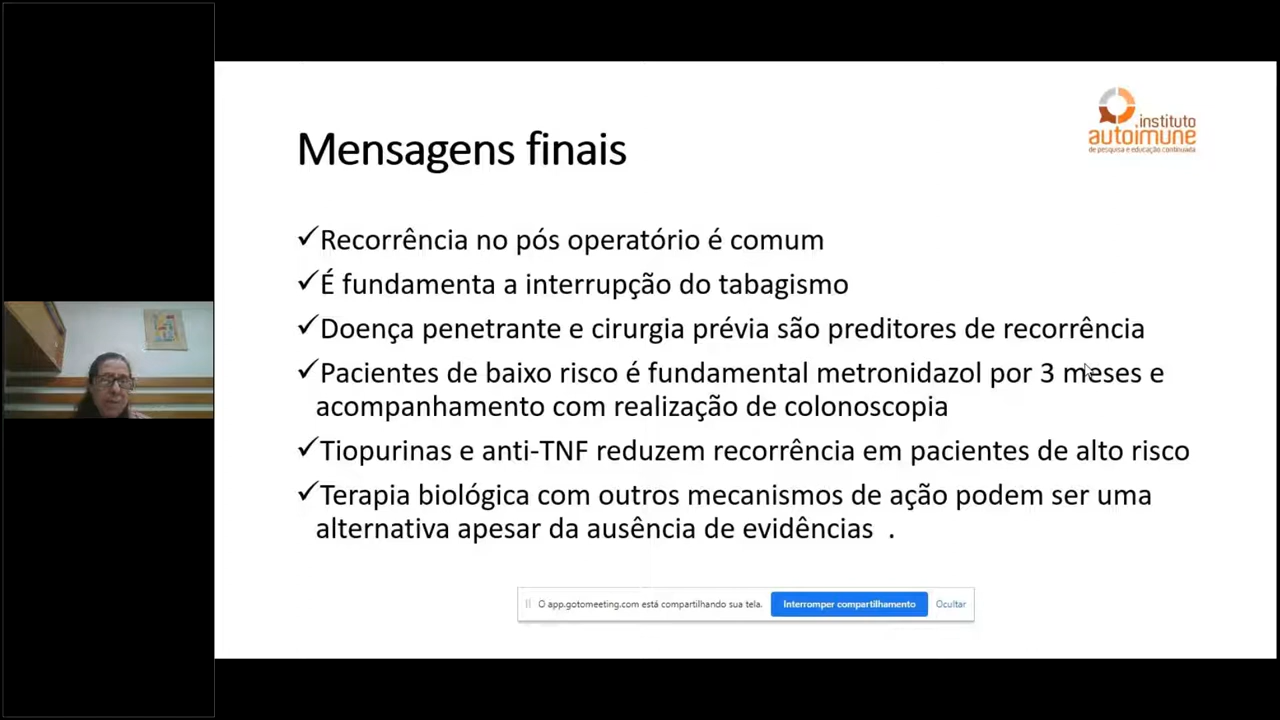 .instituto
autoimune
de pesquisa e educação continuada
Mensagens finais
✓Recorrência no pós operatório é comum
✓É fundamenta a interrupção do tabagismo
✓Doença penetrante e cirurgia prévia são preditores de recorrência
✓Pacientes de baixo risco é fundamental metronidazol por 3 meses e
acompanhamento com realização de colonoscopia
✓Tiopurinas e anti-TNF reduzem recorrência em pacientes de alto risco
✓Terapia biológica com outros mecanismos de ação podem ser uma
alternativa apesar da ausência de evidências .
O app.gotomeeting.com está compartilhando sua tela. Interromper compartilhamento Ocultar